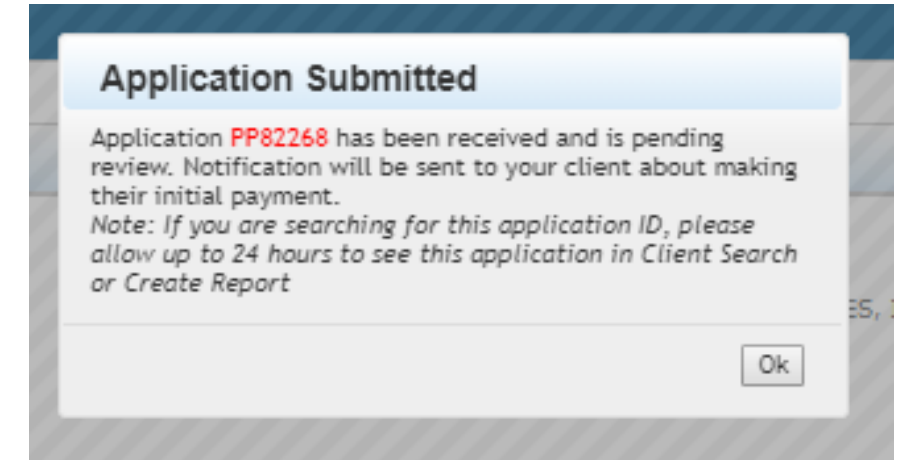 Application Submitted
Application PP82268 has been received and is pending
review. Notification will be sent to your client about making
their initial payment.
Note: If you are searching for this application ID, please
allow up to 24 hours to see this application in Client Search
or Create Report
Ok